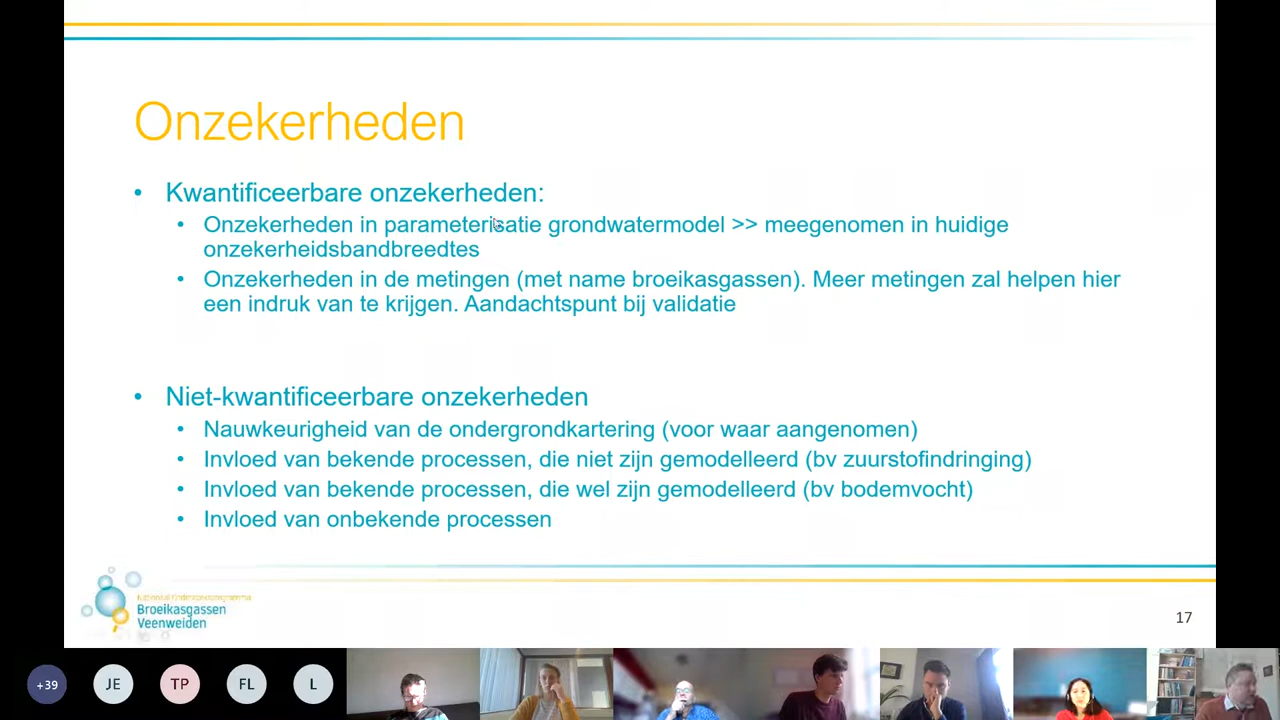 Onzekerheden
• Kwantificeerbare onzekerheden:
• Onzekerheden in parameterisatie grondwatermodel >> meegenomen in huidige
onzekerheidsbandbreedtes
• Onzekerheden in de metingen (met name broeikasgassen). Meer metingen zal helpen hier
een indruk van te krijgen. Aandachtspunt bij validatie
• Niet-kwantificeerbare onzekerheden
• Nauwkeurigheid van de ondergrondkartering (voor waar aangenomen)
• Invloed van bekende processen, die niet zijn gemodelleerd (bv zuurstofindringing)
• Invloed van bekende processen, die wel zijn gemodelleerd (bv bodemvocht)
• Invloed van onbekende processen
Nationaal Onderzoeksprogramma
Broeikasgassen
Veenweiden
17
+39
JE
TP
FL
L